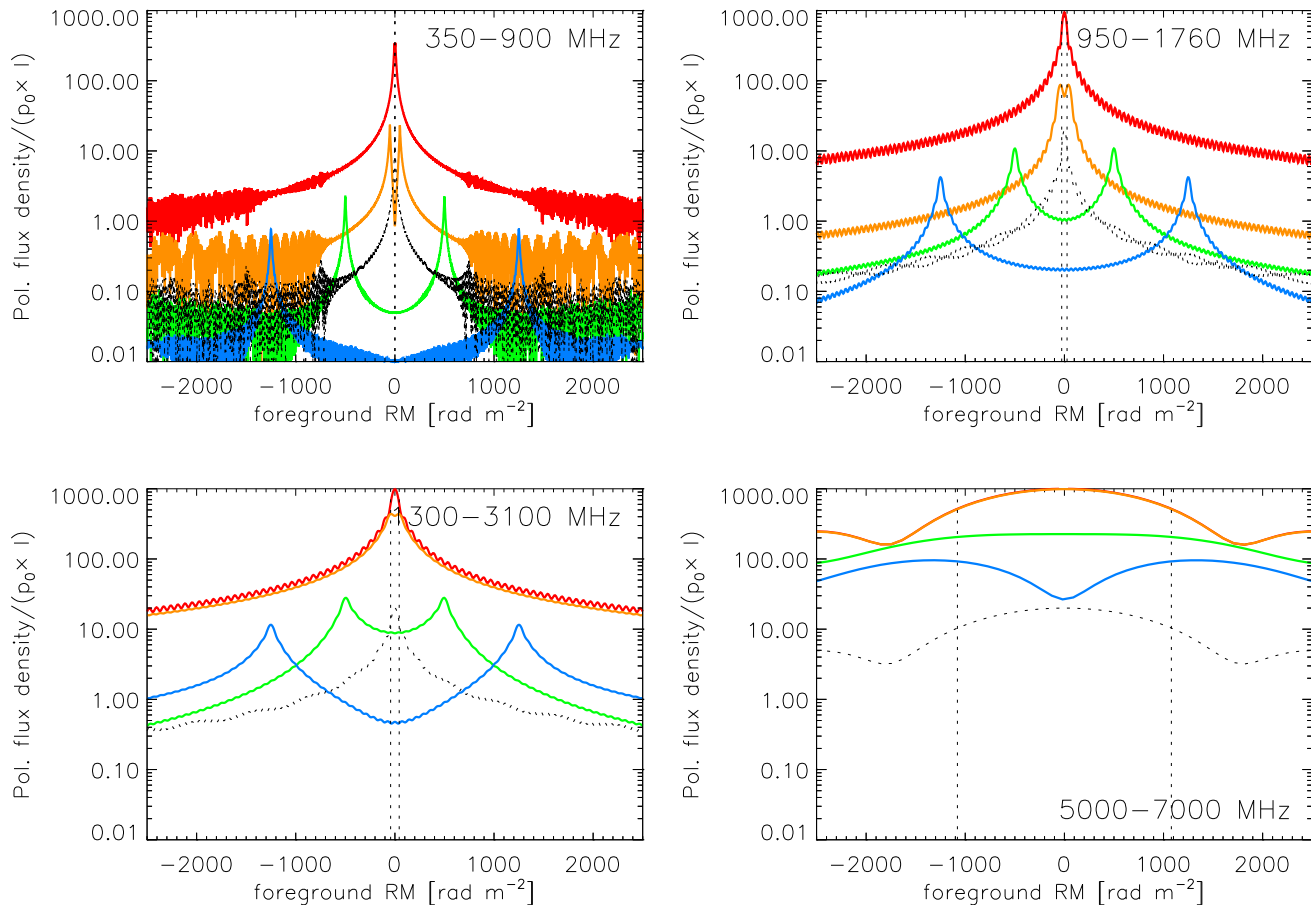 350−900 MHz
Pol. flux density/(p₀× I)
1000.00
100.00
10.00
1.00
0.10
0.01
−2000 −1000 0 1000 2000
foreground RM [rad m⁻²]
950−1760 MHz
Pol. flux density/(p₀× I)
1000.00
100.00
10.00
1.00
0.10
0.01
−2000 −1000 0 1000 2000
foreground RM [rad m⁻²]
300−3100 MHz
Pol. flux density/(p₀× I)
1000.00
100.00
10.00
1.00
0.10
0.01
−2000 −1000 0 1000 2000
foreground RM [rad m⁻²]
Pol. flux density/(p₀× I)
1000.00
100.00
10.00
1.00
0.10
0.01
5000−7000 MHz
−2000 −1000 0 1000 2000
foreground RM [rad m⁻²]